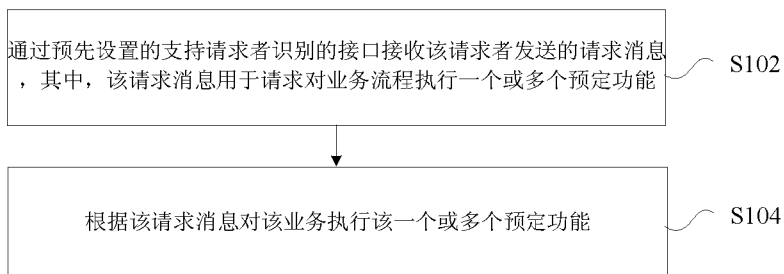 通过预先设置的支持请求者识别的接口接收该请求者发送的请求消息
，其中，该请求消息用于请求对业务流程执行一个或多个预定功能
S102
根据该请求消息对该业务执行该一个或多个预定功能
S104